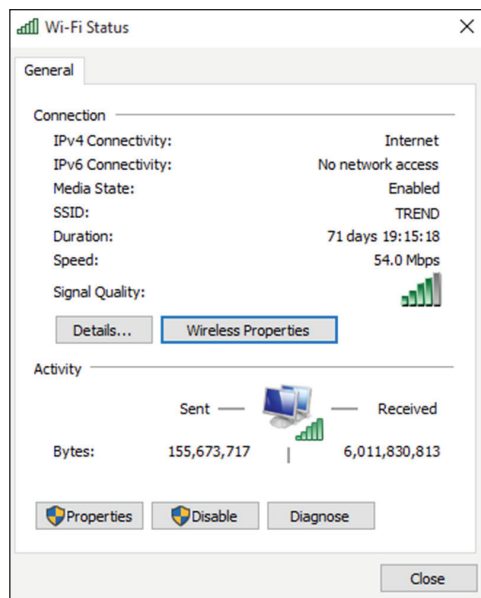 Wi-Fi Status
General
Connection
IPv4 Connectivity: Internet
IPv6 Connectivity: No network access
Media State: Enabled
SSID: TREND
Duration: 71 days 19:15:18
Speed: 54.0 Mbps
Signal Quality:
Details... Wireless Properties
Activity
Sent Received
Bytes: 155,673,717 6,011,830,813
Properties Disable Diagnose
Close